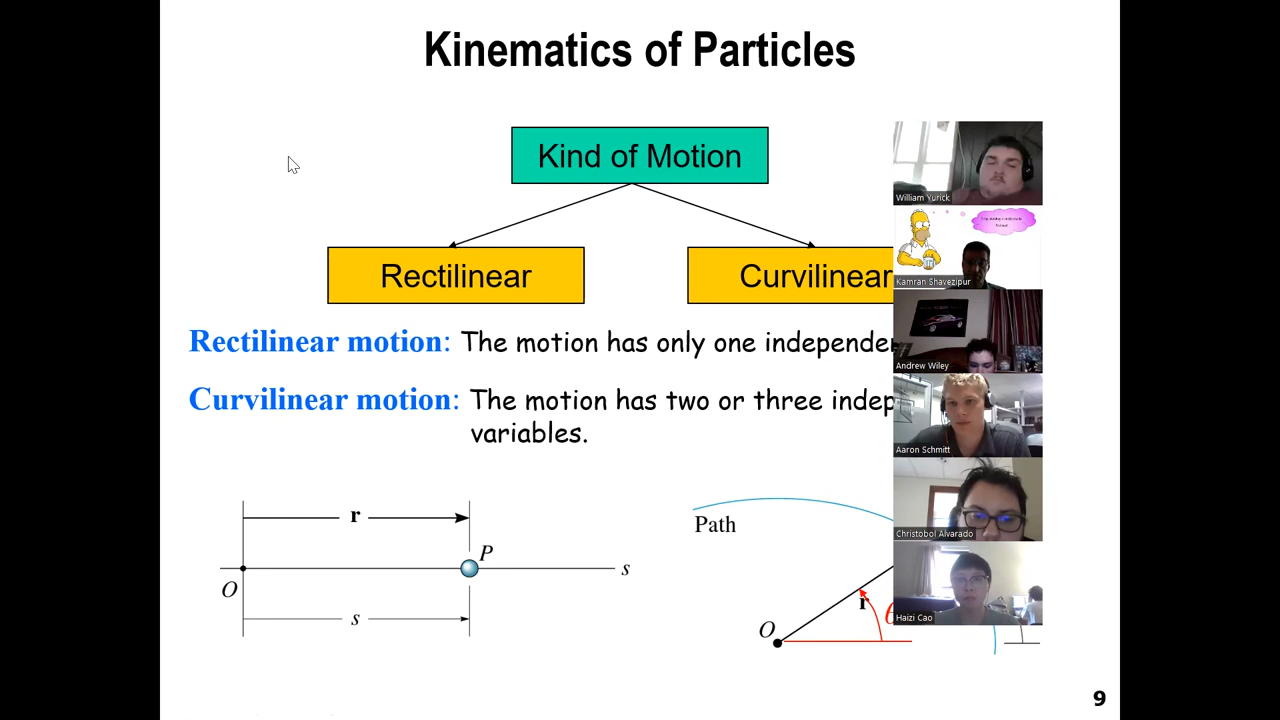 Kinematics of Particles
Kind of Motion
Rectilinear
Curvilinear
Rectilinear motion: The motion has only one
Curvilinear motion: The motion has two or three
variables.
r
P
O
s
s
Path
r
θ
O
William Yurick
Kamran Shavezipur
Andrew Wiley
Aaron Schmitt
Christobol Alvarado
Haizi Cao
9